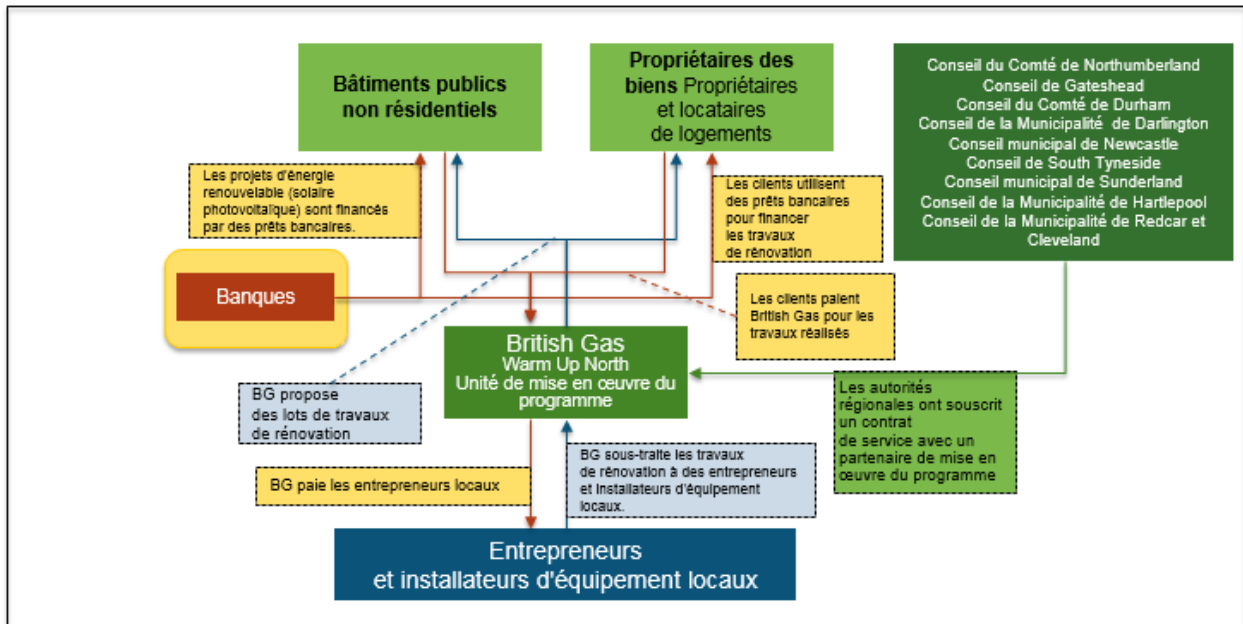 Bâtiments publics
non résidentiels
Propriétaires des
biens Propriétaires
et locataires
de logements
Conseil du Comté de Northumberland
Conseil de Gateshead
Conseil du Comté de Durham
Conseil de la Municipalité de Darlington
Conseil municipal de Newcastle
Conseil de South Tyneside
Conseil municipal de Sunderland
Conseil de la Municipalité de Hartlepool
Conseil de la Municipalité de Redcar et
Cleveland
Les projets d'énergie
renouvelable (solaire
photovoltaïque) sont financés
par des prêts bancaires.
Les clients utilisent
des prêts bancaires
pour financer
les travaux
de rénovation
Banques
Les clients paient
British Gas pour les
travaux réalisés
British Gas
Warm Up North
Unité de mise en œuvre du
programme
BG propose
des lots de travaux
de rénovation
Les autorités
régionales ont souscrit
un contrat
de service avec un
partenaire de mise en
œuvre du programme
BG paie les entrepreneurs locaux
BG sous-traite les travaux
de rénovation à des entrepreneurs
et installateurs d'équipement
locaux.
Entrepreneurs
et installateurs d'équipement locaux